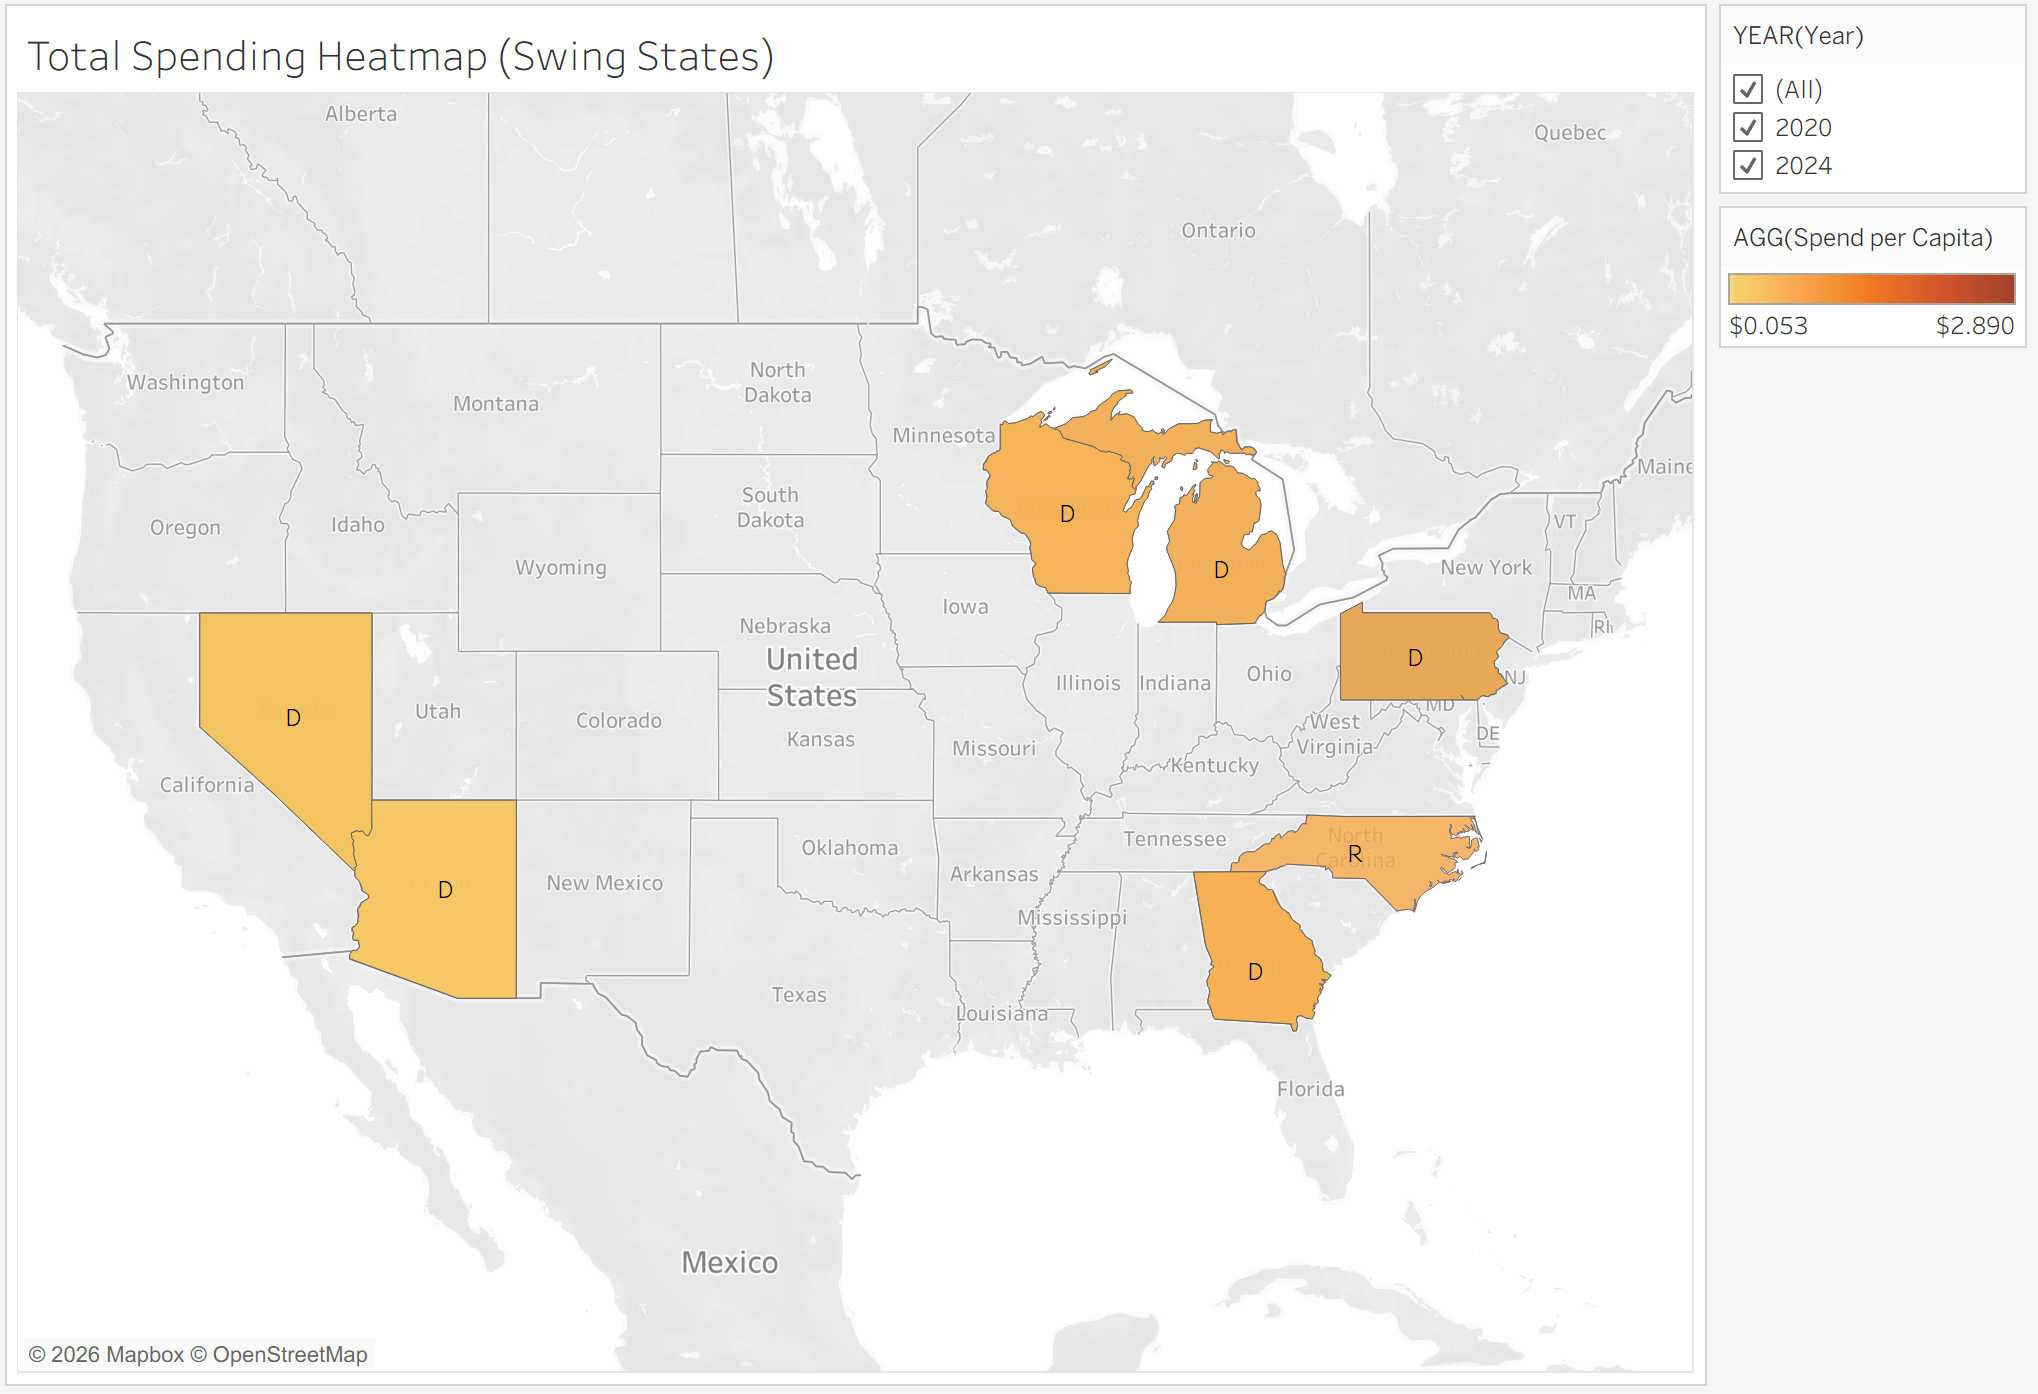 Total Spending Heatmap (Swing States)
YEAR(Year)
(All)
2020
2024
AGG(Spend per Capita)
$0.053
$2.890
Alberta
Quebec
Ontario
Washington
Montana
North
Dakota
Minnesota
Maine
Oregon
Idaho
South
Dakota
Wyoming
VT
New York
MA
RI
Iowa
Nebraska
United
States
Illinois
Indiana
Ohio
NJ
MD
DE
Utah
Colorado
Kansas
Missouri
West
Virginia
Kentucky
California
Oklahoma
Tennessee
North
Carolina
Arkansas
New Mexico
Mississippi
Texas
Louisiana
Florida
Mexico
D
D
D
D
D
R
D
© 2026 Mapbox © OpenStreetMap